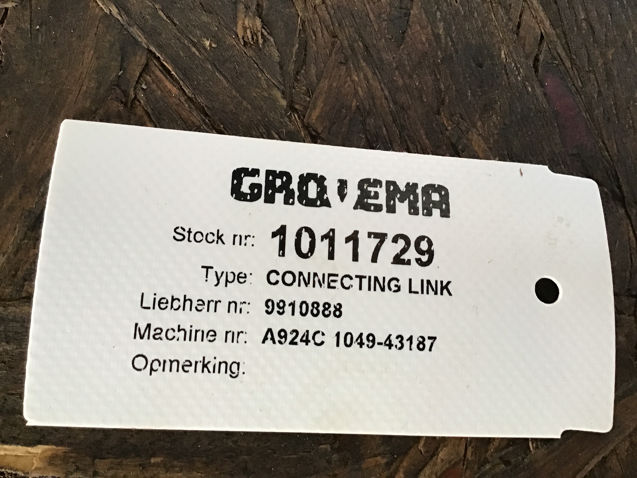 GROVEMA
Stock nr: 1011729
Type: CONNECTING LINK
Liebherr nr: 9910888
Machine nr: A924C 1049-43187
Opmerking: